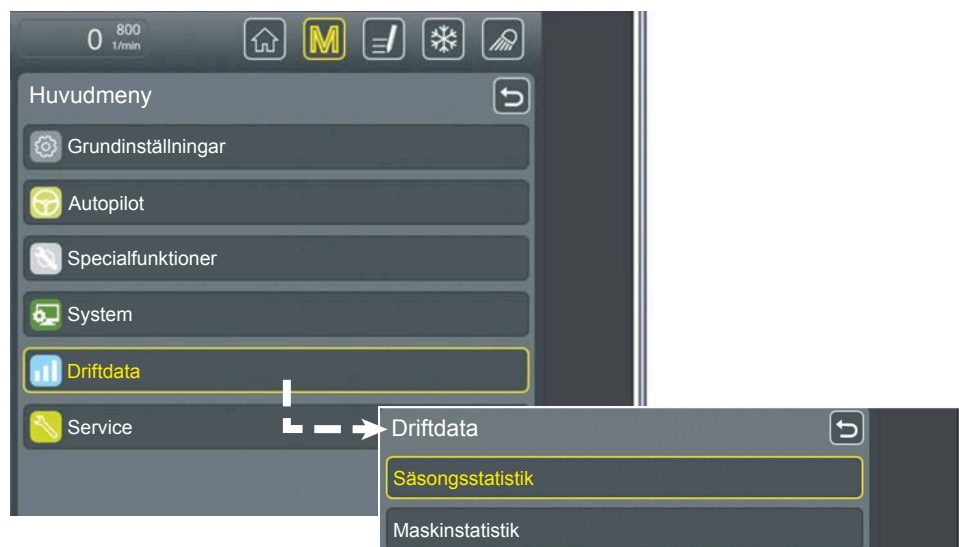 0 800
1/min
M
Huvudmeny
Grundinställningar
Autopilot
Specialfunktioner
System
Driftdata
Service
Driftdata
Säsongsstatistik
Maskinstatistik